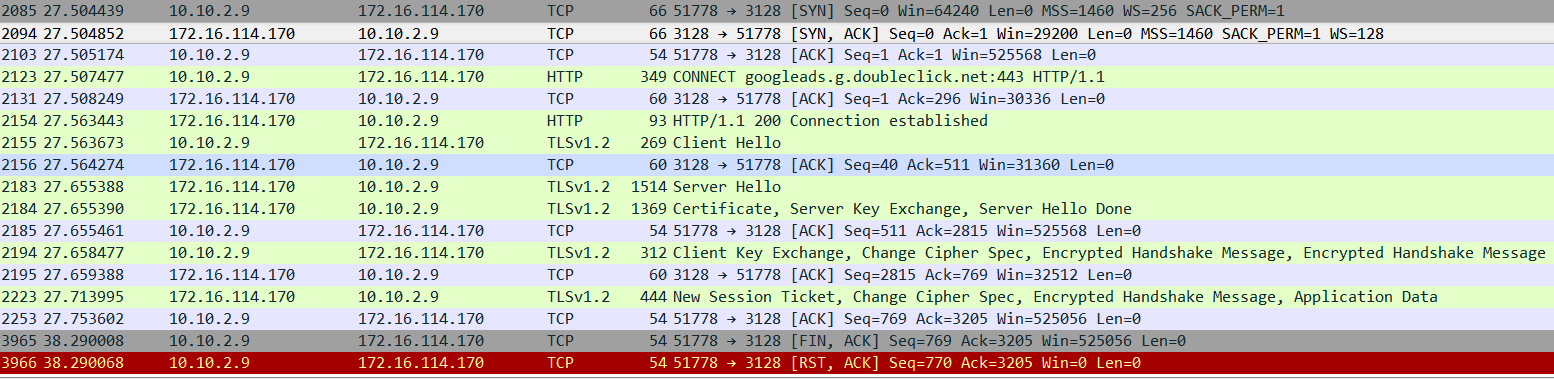 2085 27.504439 10.10.2.9 172.16.114.170 TCP 66 51778 → 3128 [SYN] Seq=0 Win=64240 Len=0 MSS=1460 WS=256 SACK_PERM=1
2094 27.504852 172.16.114.170 10.10.2.9 TCP 66 3128 → 51778 [SYN, ACK] Seq=0 Ack=1 Win=29200 Len=0 MSS=1460 SACK_PERM=1 WS=128
2103 27.505174 10.10.2.9 172.16.114.170 TCP 54 51778 → 3128 [ACK] Seq=1 Ack=1 Win=525568 Len=0
2123 27.507477 10.10.2.9 172.16.114.170 HTTP 349 CONNECT googleads.g.doubleclick.net:443 HTTP/1.1
2131 27.508249 172.16.114.170 10.10.2.9 TCP 60 3128 → 51778 [ACK] Seq=1 Ack=296 Win=30336 Len=0
2154 27.563443 172.16.114.170 10.10.2.9 HTTP 93 HTTP/1.1 200 Connection established
2155 27.563673 10.10.2.9 172.16.114.170 TLSv1.2 269 Client Hello
2156 27.564274 172.16.114.170 10.10.2.9 TCP 60 3128 → 51778 [ACK] Seq=40 Ack=511 Win=31360 Len=0
2183 27.655388 172.16.114.170 10.10.2.9 TLSv1.2 1514 Server Hello
2184 27.655390 172.16.114.170 10.10.2.9 TLSv1.2 1369 Certificate, Server Key Exchange, Server Hello Done
2185 27.655461 10.10.2.9 172.16.114.170 TCP 54 51778 → 3128 [ACK] Seq=511 Ack=2815 Win=525568 Len=0
2194 27.658477 10.10.2.9 172.16.114.170 TLSv1.2 312 Client Key Exchange, Change Cipher Spec, Encrypted Handshake Message, Encrypted Handshake Message
2195 27.659388 172.16.114.170 10.10.2.9 TCP 60 3128 → 51778 [ACK] Seq=2815 Ack=769 Win=32512 Len=0
2223 27.713995 172.16.114.170 10.10.2.9 TLSv1.2 444 New Session Ticket, Change Cipher Spec, Encrypted Handshake Message, Application Data
2253 27.753602 10.10.2.9 172.16.114.170 TCP 54 51778 → 3128 [ACK] Seq=769 Ack=3205 Win=525056 Len=0
3965 38.290008 10.10.2.9 172.16.114.170 TCP 54 51778 → 3128 [FIN, ACK] Seq=769 Ack=3205 Win=525056 Len=0
3966 38.290068 10.10.2.9 172.16.114.170 TCP 54 51778 → 3128 [RST, ACK] Seq=770 Ack=3205 Win=0 Len=0